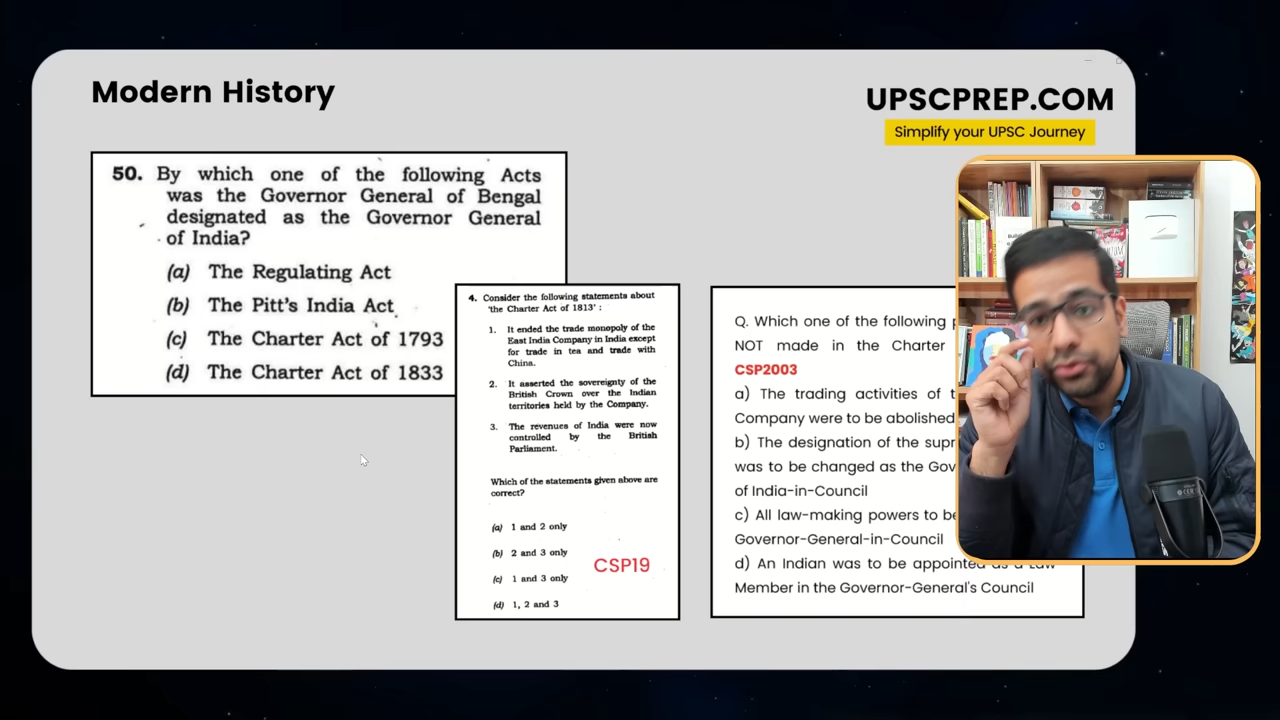 Modern History
UPSCPREP.COM
Simplify your UPSC Journey
50. By which one of the following Acts
was the Governor General of Bengal
designated as the Governor General
of India?
(a) The Regulating Act
(b) The Pitt's India Act
(c) The Charter Act of 1793
(d) The Charter Act of 1833
4. Consider the following statements about
'the Charter Act of 1813' :
1. It ended the trade monopoly of the
East India Company in India except
for trade in tea and trade with
China.
2. It asserted the sovereignty of the
British Crown over the Indian
territories held by the Company.
3. The revenues of India were now
controlled by the British
Parliament.
Which of the statements given above are
correct?
(a) 1 and 2 only
(b) 2 and 3 only
(c) 1 and 3 only
(d) 1, 2 and 3
CSP19
Q. Which one of the following
NOT made in the Charter
CSP2003
a) The trading activities of
Company were to be abolished
b) The designation of the
was to be changed as the
of India-in-Council
c) All law-making powers to
Governor-General-in-Council
d) An Indian was to be appointed as a Law
Member in the Governor-General's Council